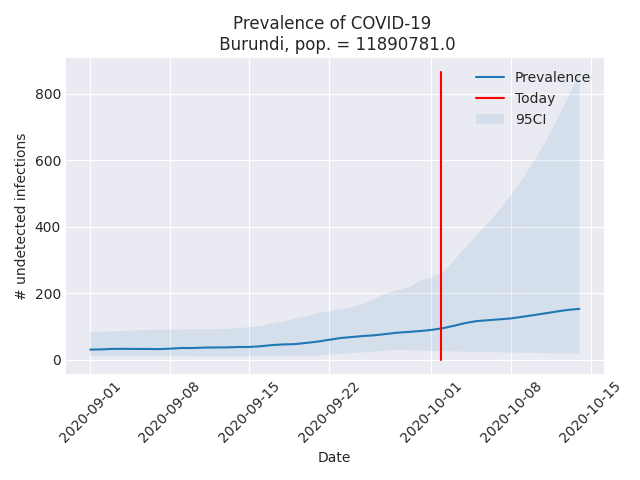 Prevalence of COVID-19
Burundi, pop. = 11890781.0
Prevalence
Today
95CI
# undetected infections
800
600
400
200
0
2020-09-01
2020-09-08
2020-09-15
2020-09-22
2020-10-01
2020-10-08
2020-10-15
Date